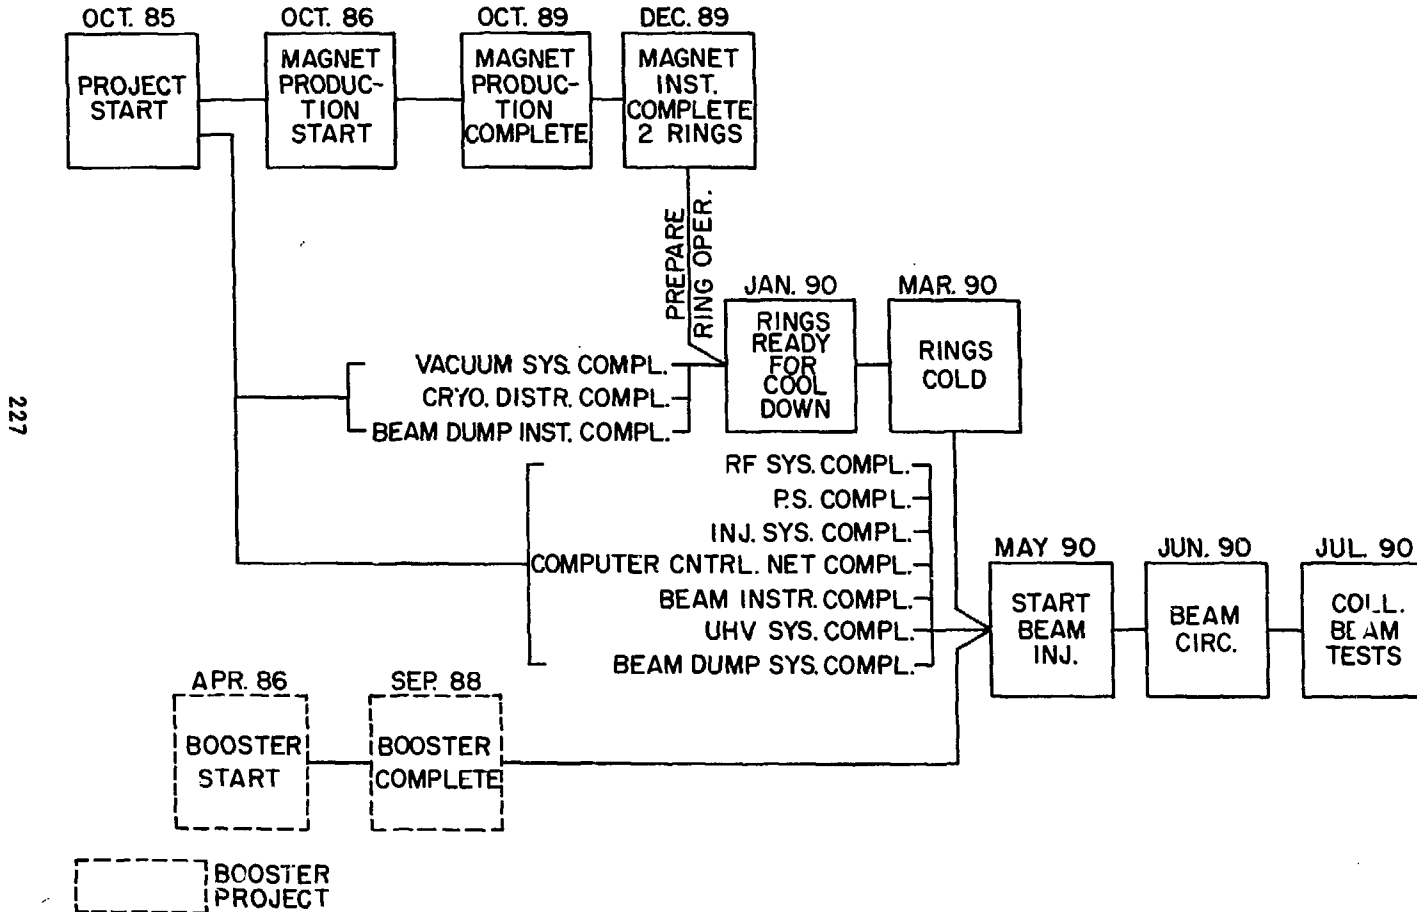 OCT. 85
PROJECT
START
OCT. 86
MAGNET
PRODUC-
TION
START
OCT. 89
MAGNET
PRODUC-
TION
COMPLETE
DEC. 89
MAGNET
INST.
COMPLETE
2 RINGS
PREPARE
RING OPER.
JAN. 90
RINGS
READY
FOR
COOL
DOWN
MAR. 90
RINGS
COLD
VACUUM SYS. COMPL.
CRYO. DISTR. COMPL.
BEAM DUMP INST. COMPL.
227
RF SYS. COMPL.
P.S. COMPL.
INJ. SYS. COMPL.
COMPUTER CNTRL. NET COMPL.
BEAM INSTR. COMPL.
UHV SYS. COMPL.
BEAM DUMP SYS. COMPL.
MAY 90
START
BEAM
INJ.
JUN. 90
BEAM
CIRC.
JUL. 90
COLL.
BEAM
TESTS
APR. 86
BOOSTER
START
SEP. 88
BOOSTER
COMPLETE
BOOSTER
PROJECT